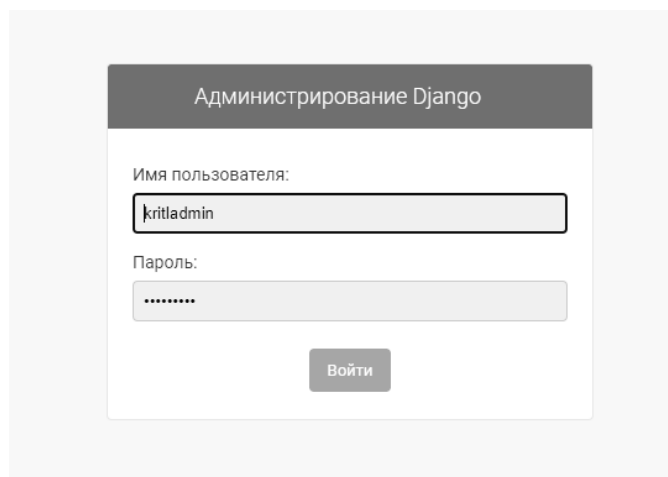 Администрирование Django
Имя пользователя:
kritladmin
Пароль:
•••••••••
Войти